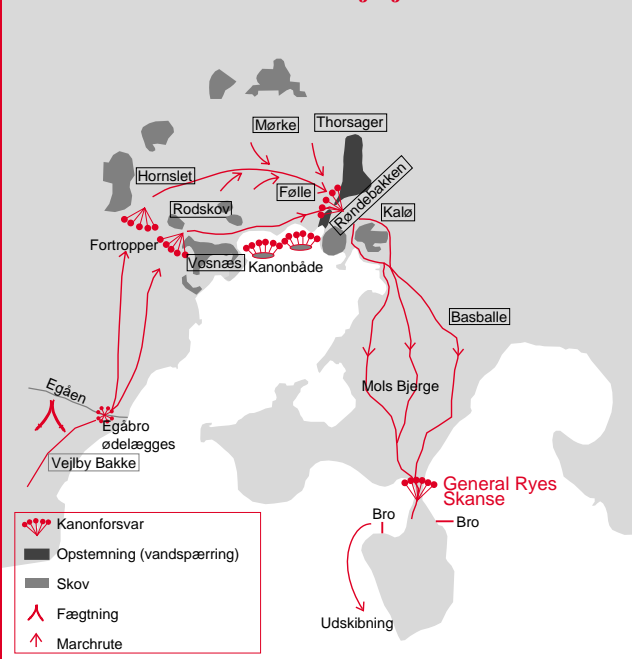 Mørke
Thorsager
Hornslet
Følle
Røndebakken
Rodskov
Kalø
Fortropper
Vosnæs
Kanonbåde
Basballe
Mols Bjerge
Egåen
Egåbro
ødelægges
Vejlby Bakke
General Ryes
Skanse
Bro
Bro
Kanonforsvar
Opstemning (vandspærring)
Skov
Fægtning
Marchrute
Udskibning